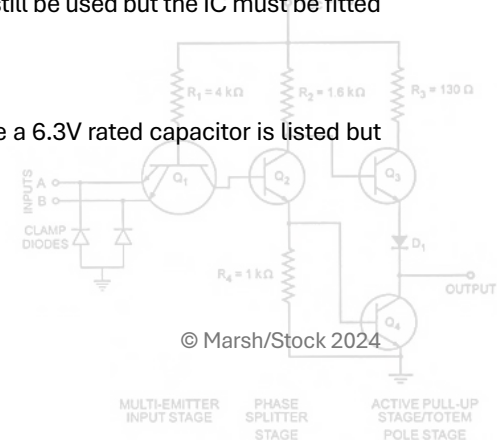 still be used but the IC must be fitted
R₁ = 4 kΩ
R₂ = 1.6 kΩ
R₃ = 130 Ω
e a 6.3V rated capacitor is listed but
INPUTS
A
B
Q₁
Q₂
Q₃
CLAMP
DIODES
D₁
R₄ = 1 kΩ
OUTPUT
Q₄
© Marsh/Stock 2024
MULTI-EMITTER
INPUT STAGE
PHASE
SPLITTER
STAGE
ACTIVE PULL-UP
STAGE/TOTEM
POLE STAGE